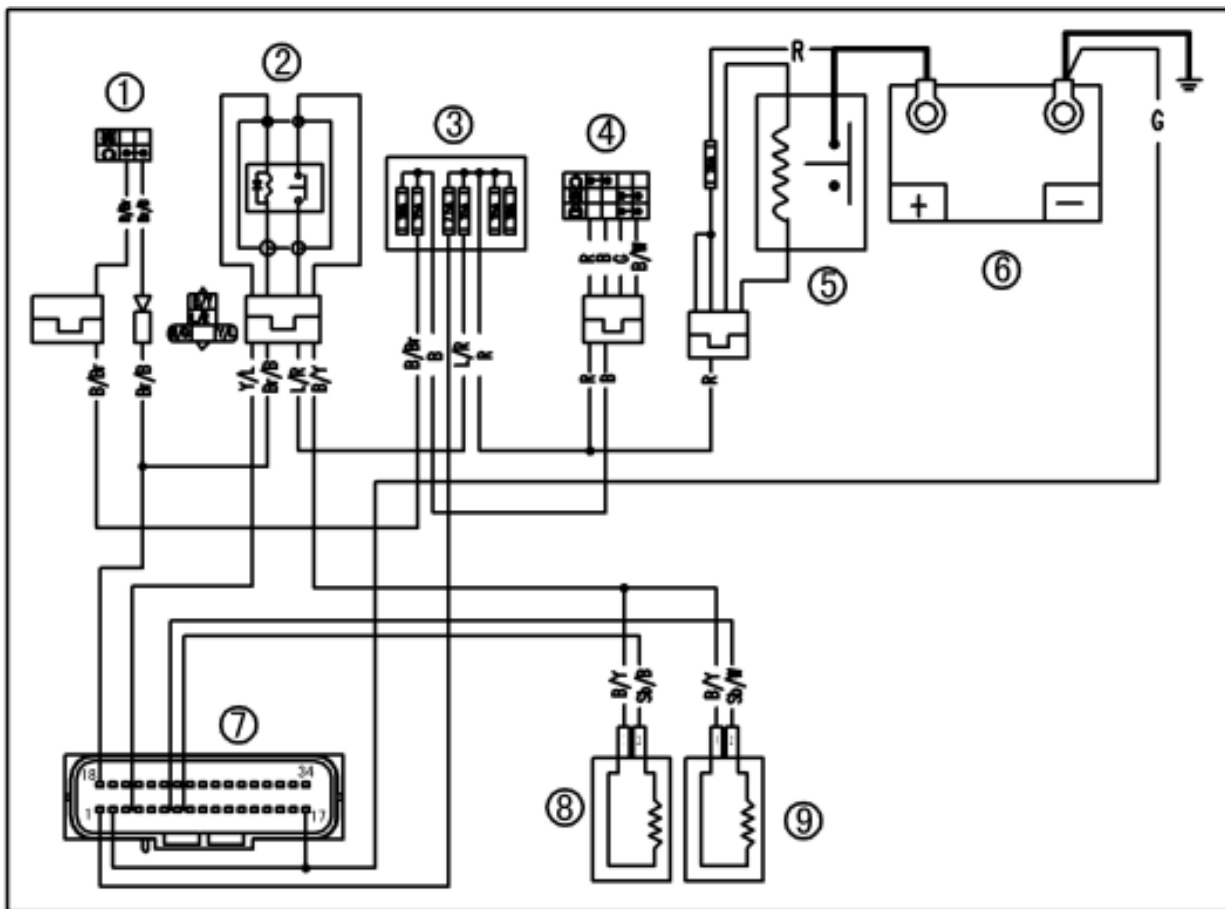 ①
②
③
④
⑤
⑥
R
G
+
−
B/Br
Br/B
Y/L
Br/B
L/R
B/Y
B/Br
B
L/R
R
R
B
G
B/W
R
B
R
B/Y
Sb/B
B/Y
Sb/W
⑦
18
34
1
17
⑧
⑨